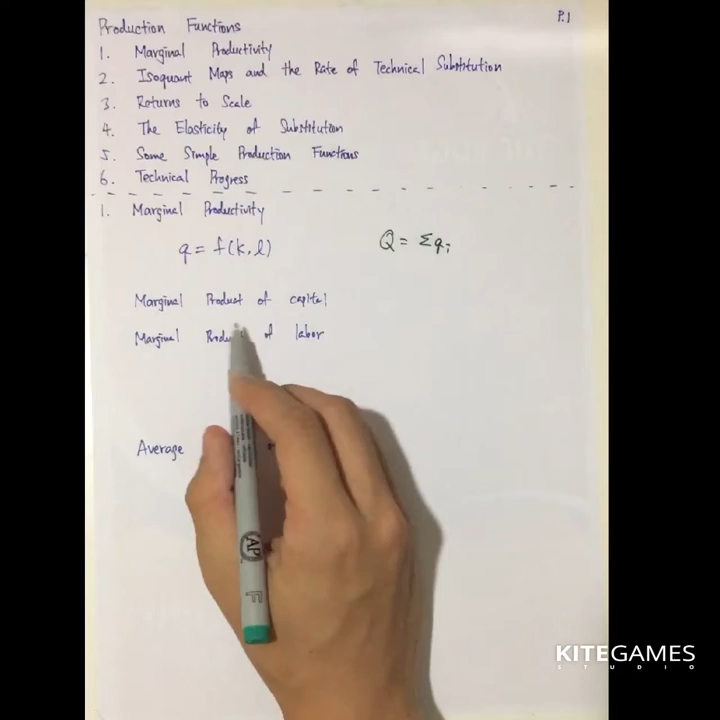 P.1
Production Functions
1. Marginal Productivity
2. Isoquant Maps and the Rate of Technical Substitution
3. Returns to Scale
4. The Elasticity of Substitution
5. Some Simple Production Functions
6. Technical Progress
1. Marginal Productivity
q = f(k, l) Q = Σqᵢ
Marginal Product of capital
Marginal of labor
Average
AP
F
KITEGAMES
STUDIO